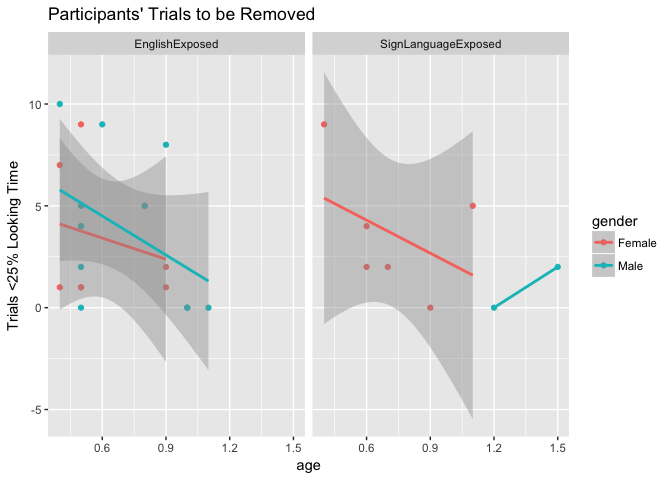 Participants' Trials to be Removed
EnglishExposed
SignLanguageExposed
Trials <25% Looking Time
10
5
0
-5
0.6 0.9 1.2 1.5
0.6 0.9 1.2 1.5
age
gender
Female
Male